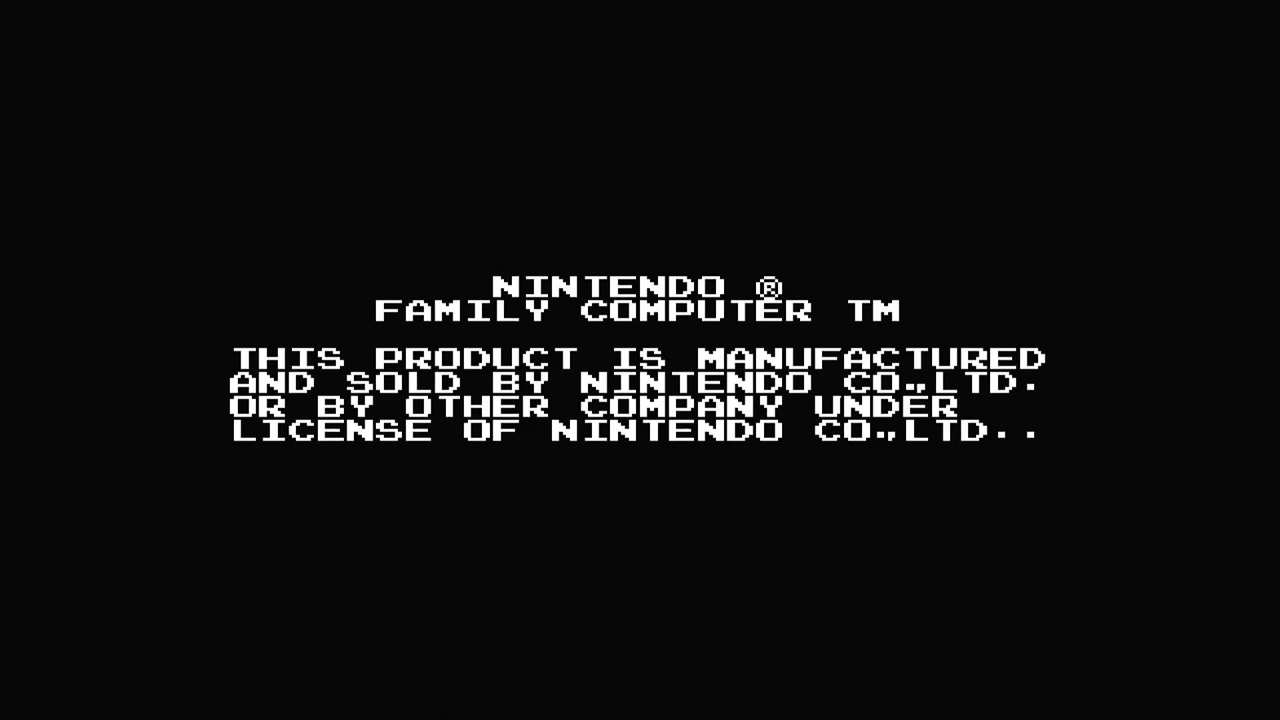 NINTENDO ®
FAMILY COMPUTER TM
THIS PRODUCT IS MANUFACTURED
AND SOLD BY NINTENDO CO.,LTD.
OR BY OTHER COMPANY UNDER
LICENSE OF NINTENDO CO.,LTD..